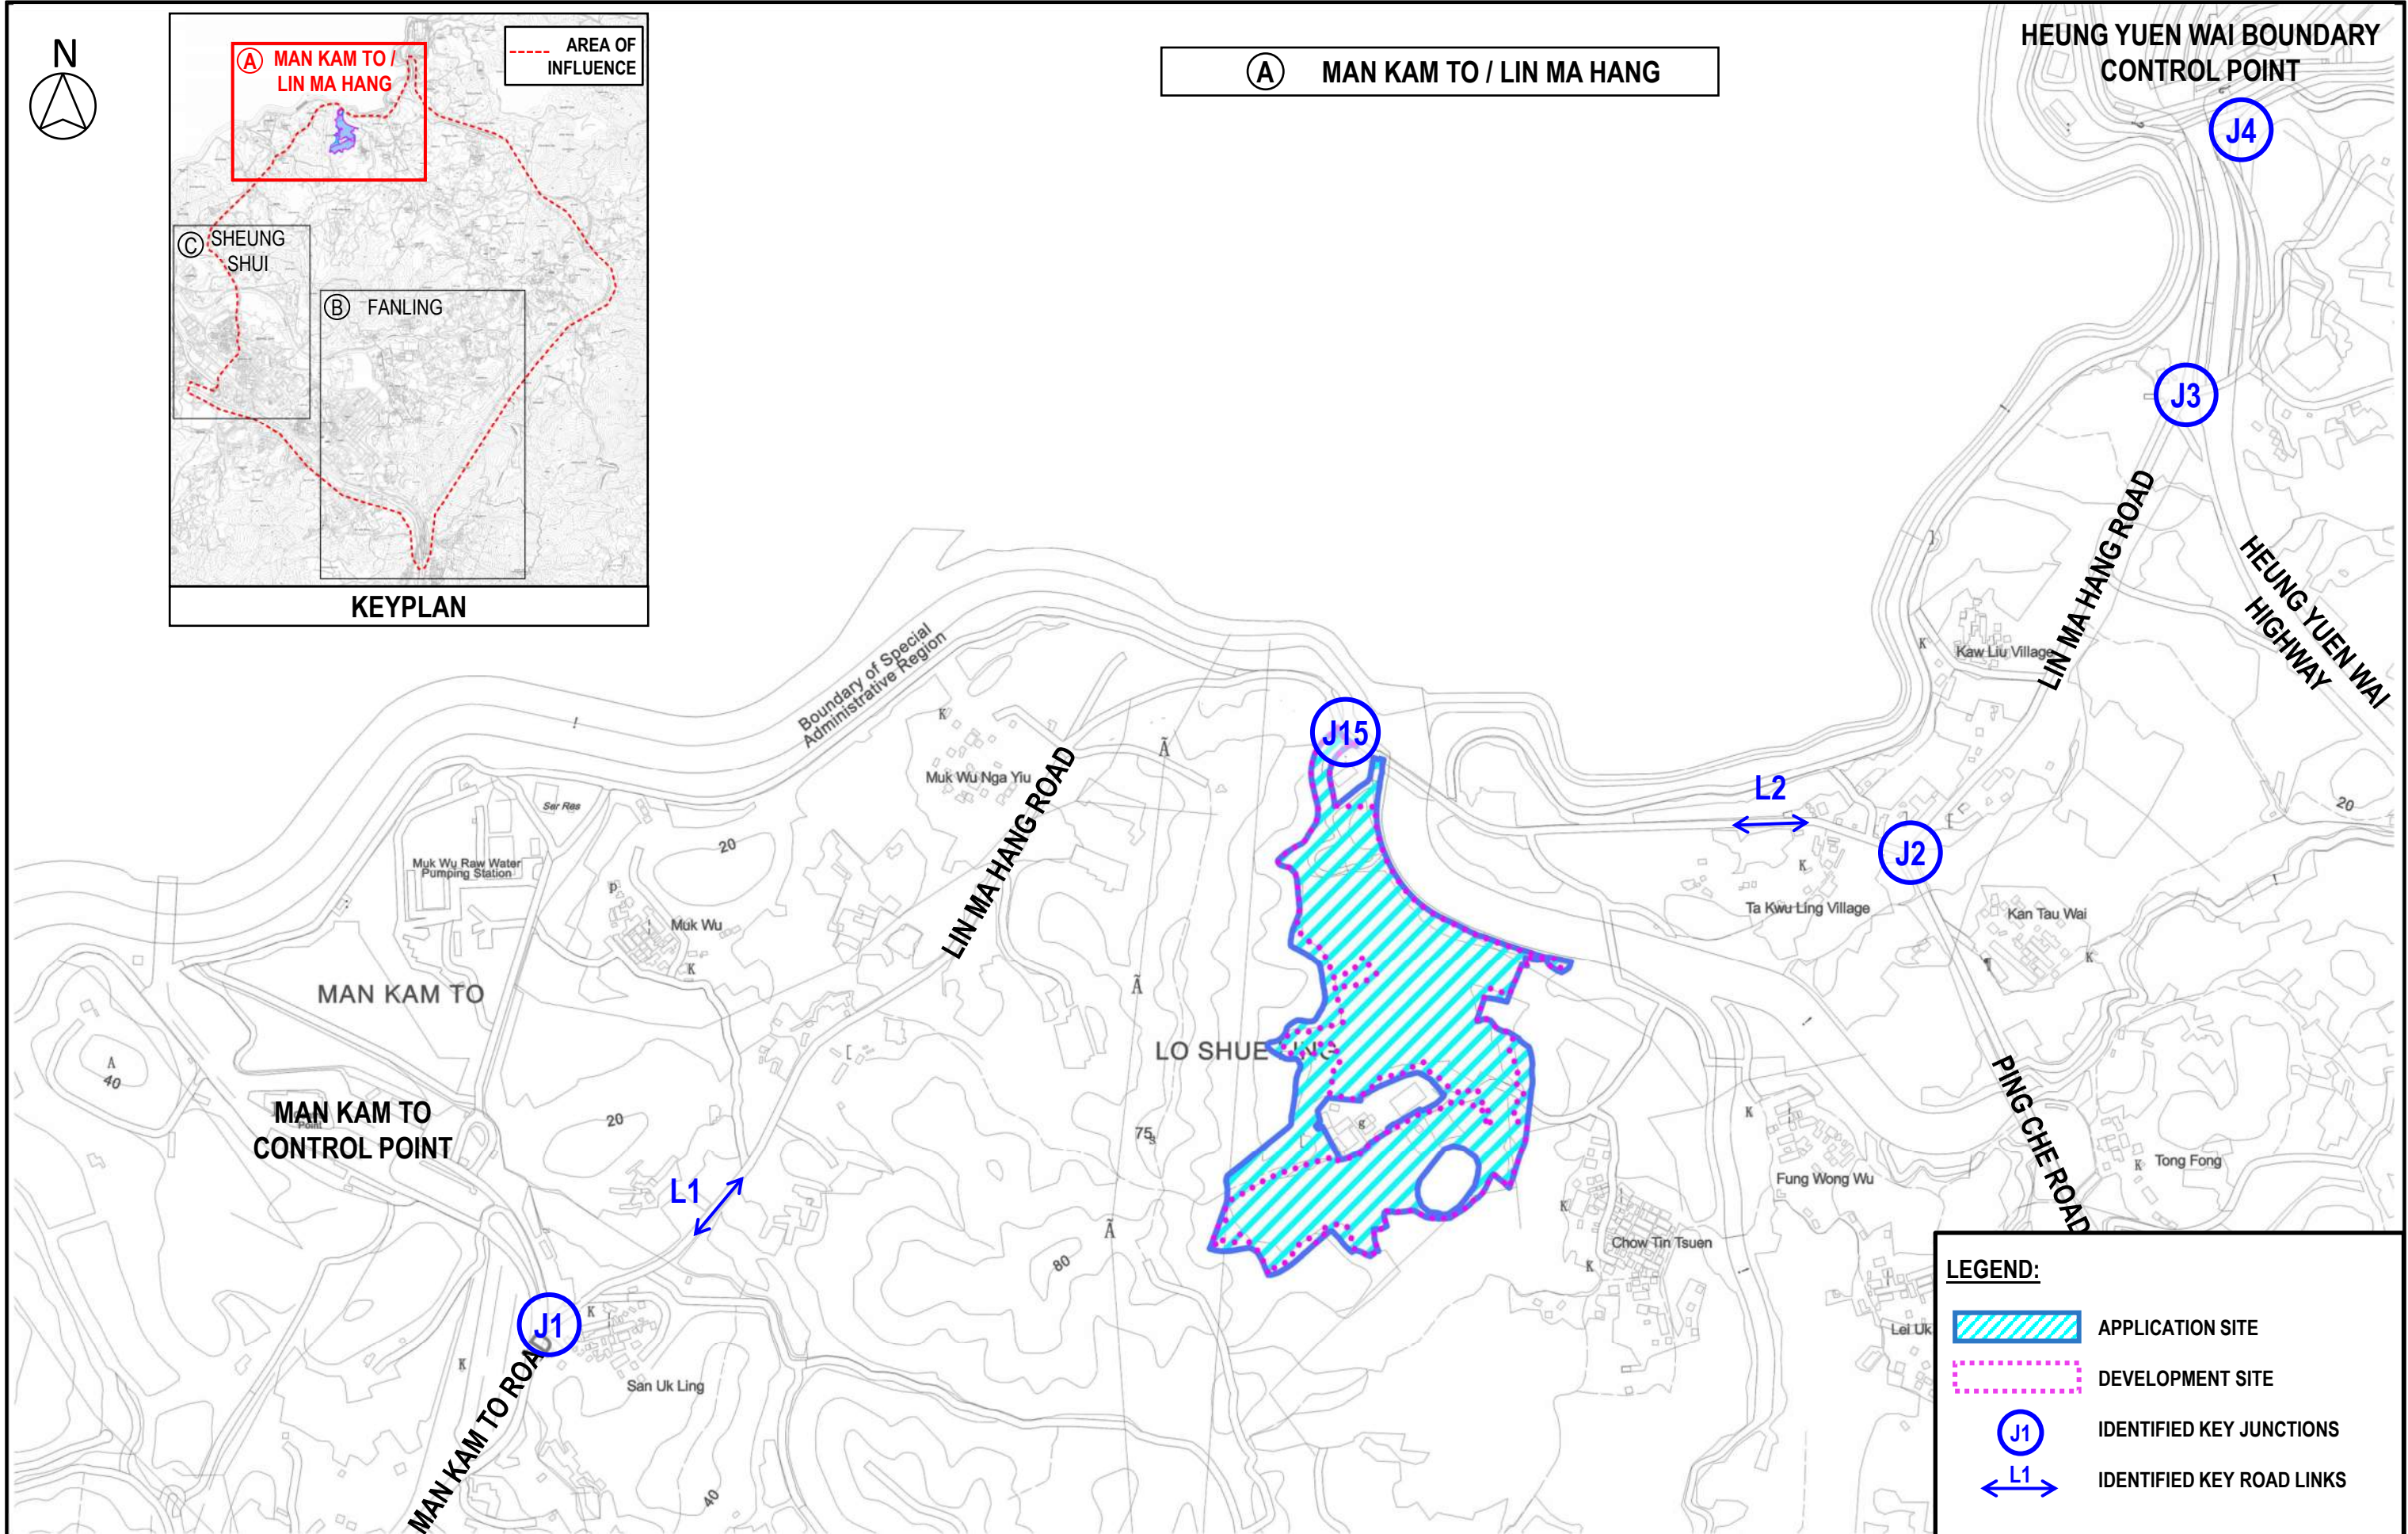 N
Ⓐ MAN KAM TO /
LIN MA HANG
AREA OF
INFLUENCE
Ⓒ SHEUNG
SHUI
Ⓑ FANLING
KEYPLAN
Ⓐ MAN KAM TO / LIN MA HANG
HEUNG YUEN WAI BOUNDARY
CONTROL POINT
J4
J3
LIN MA HANG ROAD
HEUNG YUEN WAI
HIGHWAY
Kaw Liu Village
K
Boundary of Special
Administrative Region
K
Muk Wu Nga Yiu
LIN MA HANG ROAD
J15
L2
J2
20
K
Ta Kwu Ling Village
Kan Tau Wai
K
Ser Res
Muk Wu Raw Water
Pumping Station
20
Muk Wu
K
MAN KAM TO
A
40
MAN KAM TO
CONTROL POINT
Point
20
L1
LO SHUE LING
75
g
80
PING CHE ROAD
K
Fung Wong Wu
K
Tong Fong
K
Chow Tin Tsuen
K
Lei Uk
J1
K
K
San Uk Ling
MAN KAM TO ROAD
40
LEGEND:
APPLICATION SITE
DEVELOPMENT SITE
J1
IDENTIFIED KEY JUNCTIONS
L1
IDENTIFIED KEY ROAD LINKS